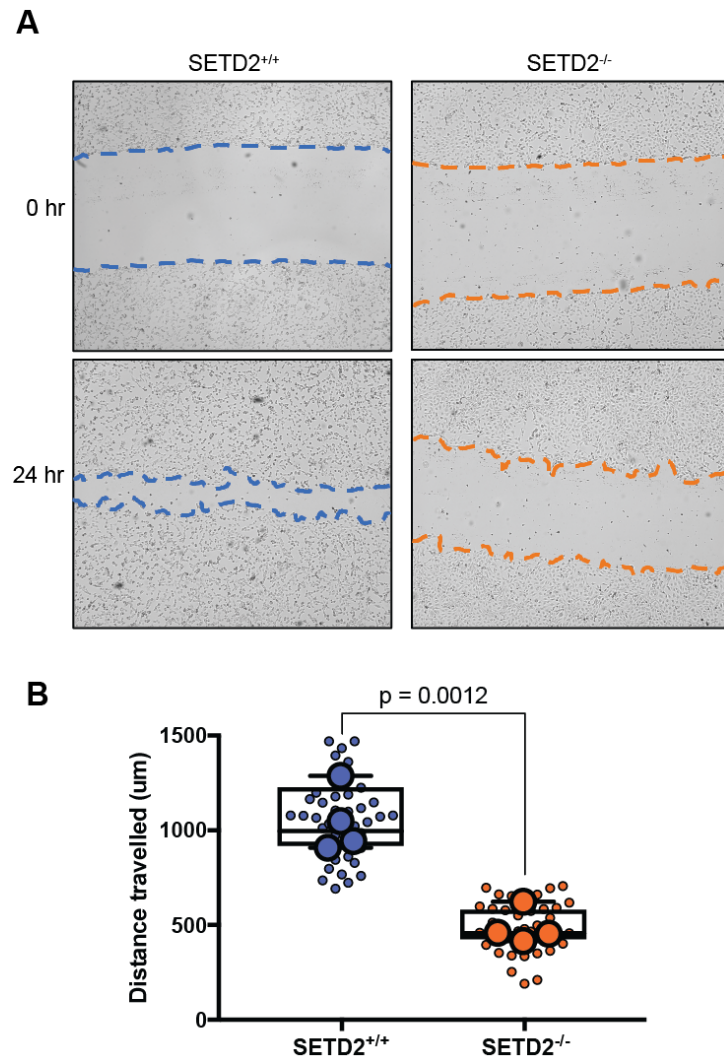 A
SETD2+/+ SETD2-/-
0 hr
24 hr
B
p = 0.0012
1500
1000
500
0
Distance travelled (um)
SETD2+/+ SETD2-/-